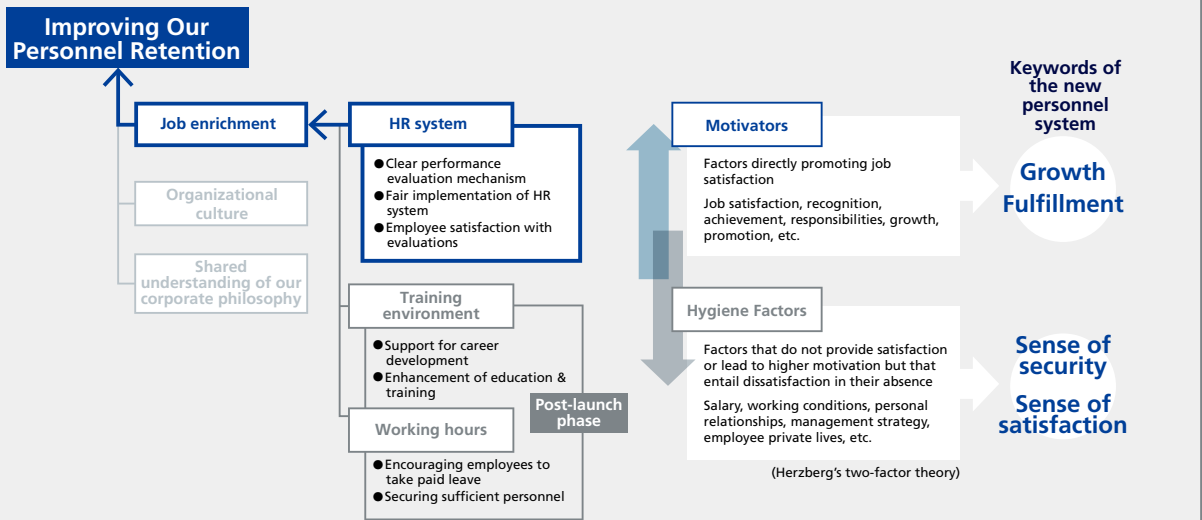 Improving Our
Personnel Retention
Job enrichment
Organizational
culture
Shared
understanding of our
corporate philosophy
HR system
●Clear performance
evaluation mechanism
●Fair implementation of HR
system
●Employee satisfaction with
evaluations
Training
environment
●Support for career
development
●Enhancement of education &
training
Post-launch
phase
Working hours
●Encouraging employees to
take paid leave
●Securing sufficient personnel
Motivators
Factors directly promoting job
satisfaction
Job satisfaction, recognition,
achievement, responsibilities, growth,
promotion, etc.
Hygiene Factors
Factors that do not provide satisfaction
or lead to higher motivation but that
entail dissatisfaction in their absence
Salary, working conditions, personal
relationships, management strategy,
employee private lives, etc.
(Herzberg's two-factor theory)
Keywords of
the new
personnel
system
Growth
Fulfillment
Sense of
security
Sense of
satisfaction